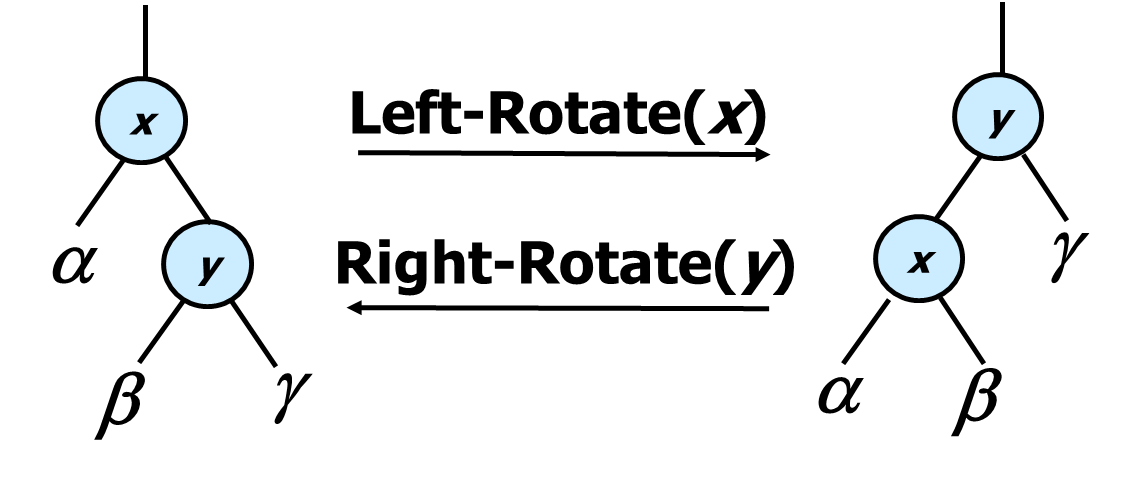 x
y
α
β
γ
Left-Rotate(x)
Right-Rotate(y)
y
x
γ
α
β